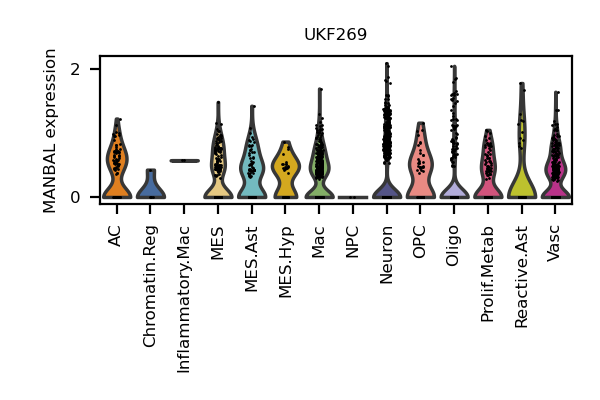 UKF269
MANBAL expression
2
0
AC
Chromatin.Reg
Inflammatory.Mac
MES
MES.Ast
MES.Hyp
Mac
NPC
Neuron
OPC
Oligo
Prolif.Metab
Reactive.Ast
Vasc